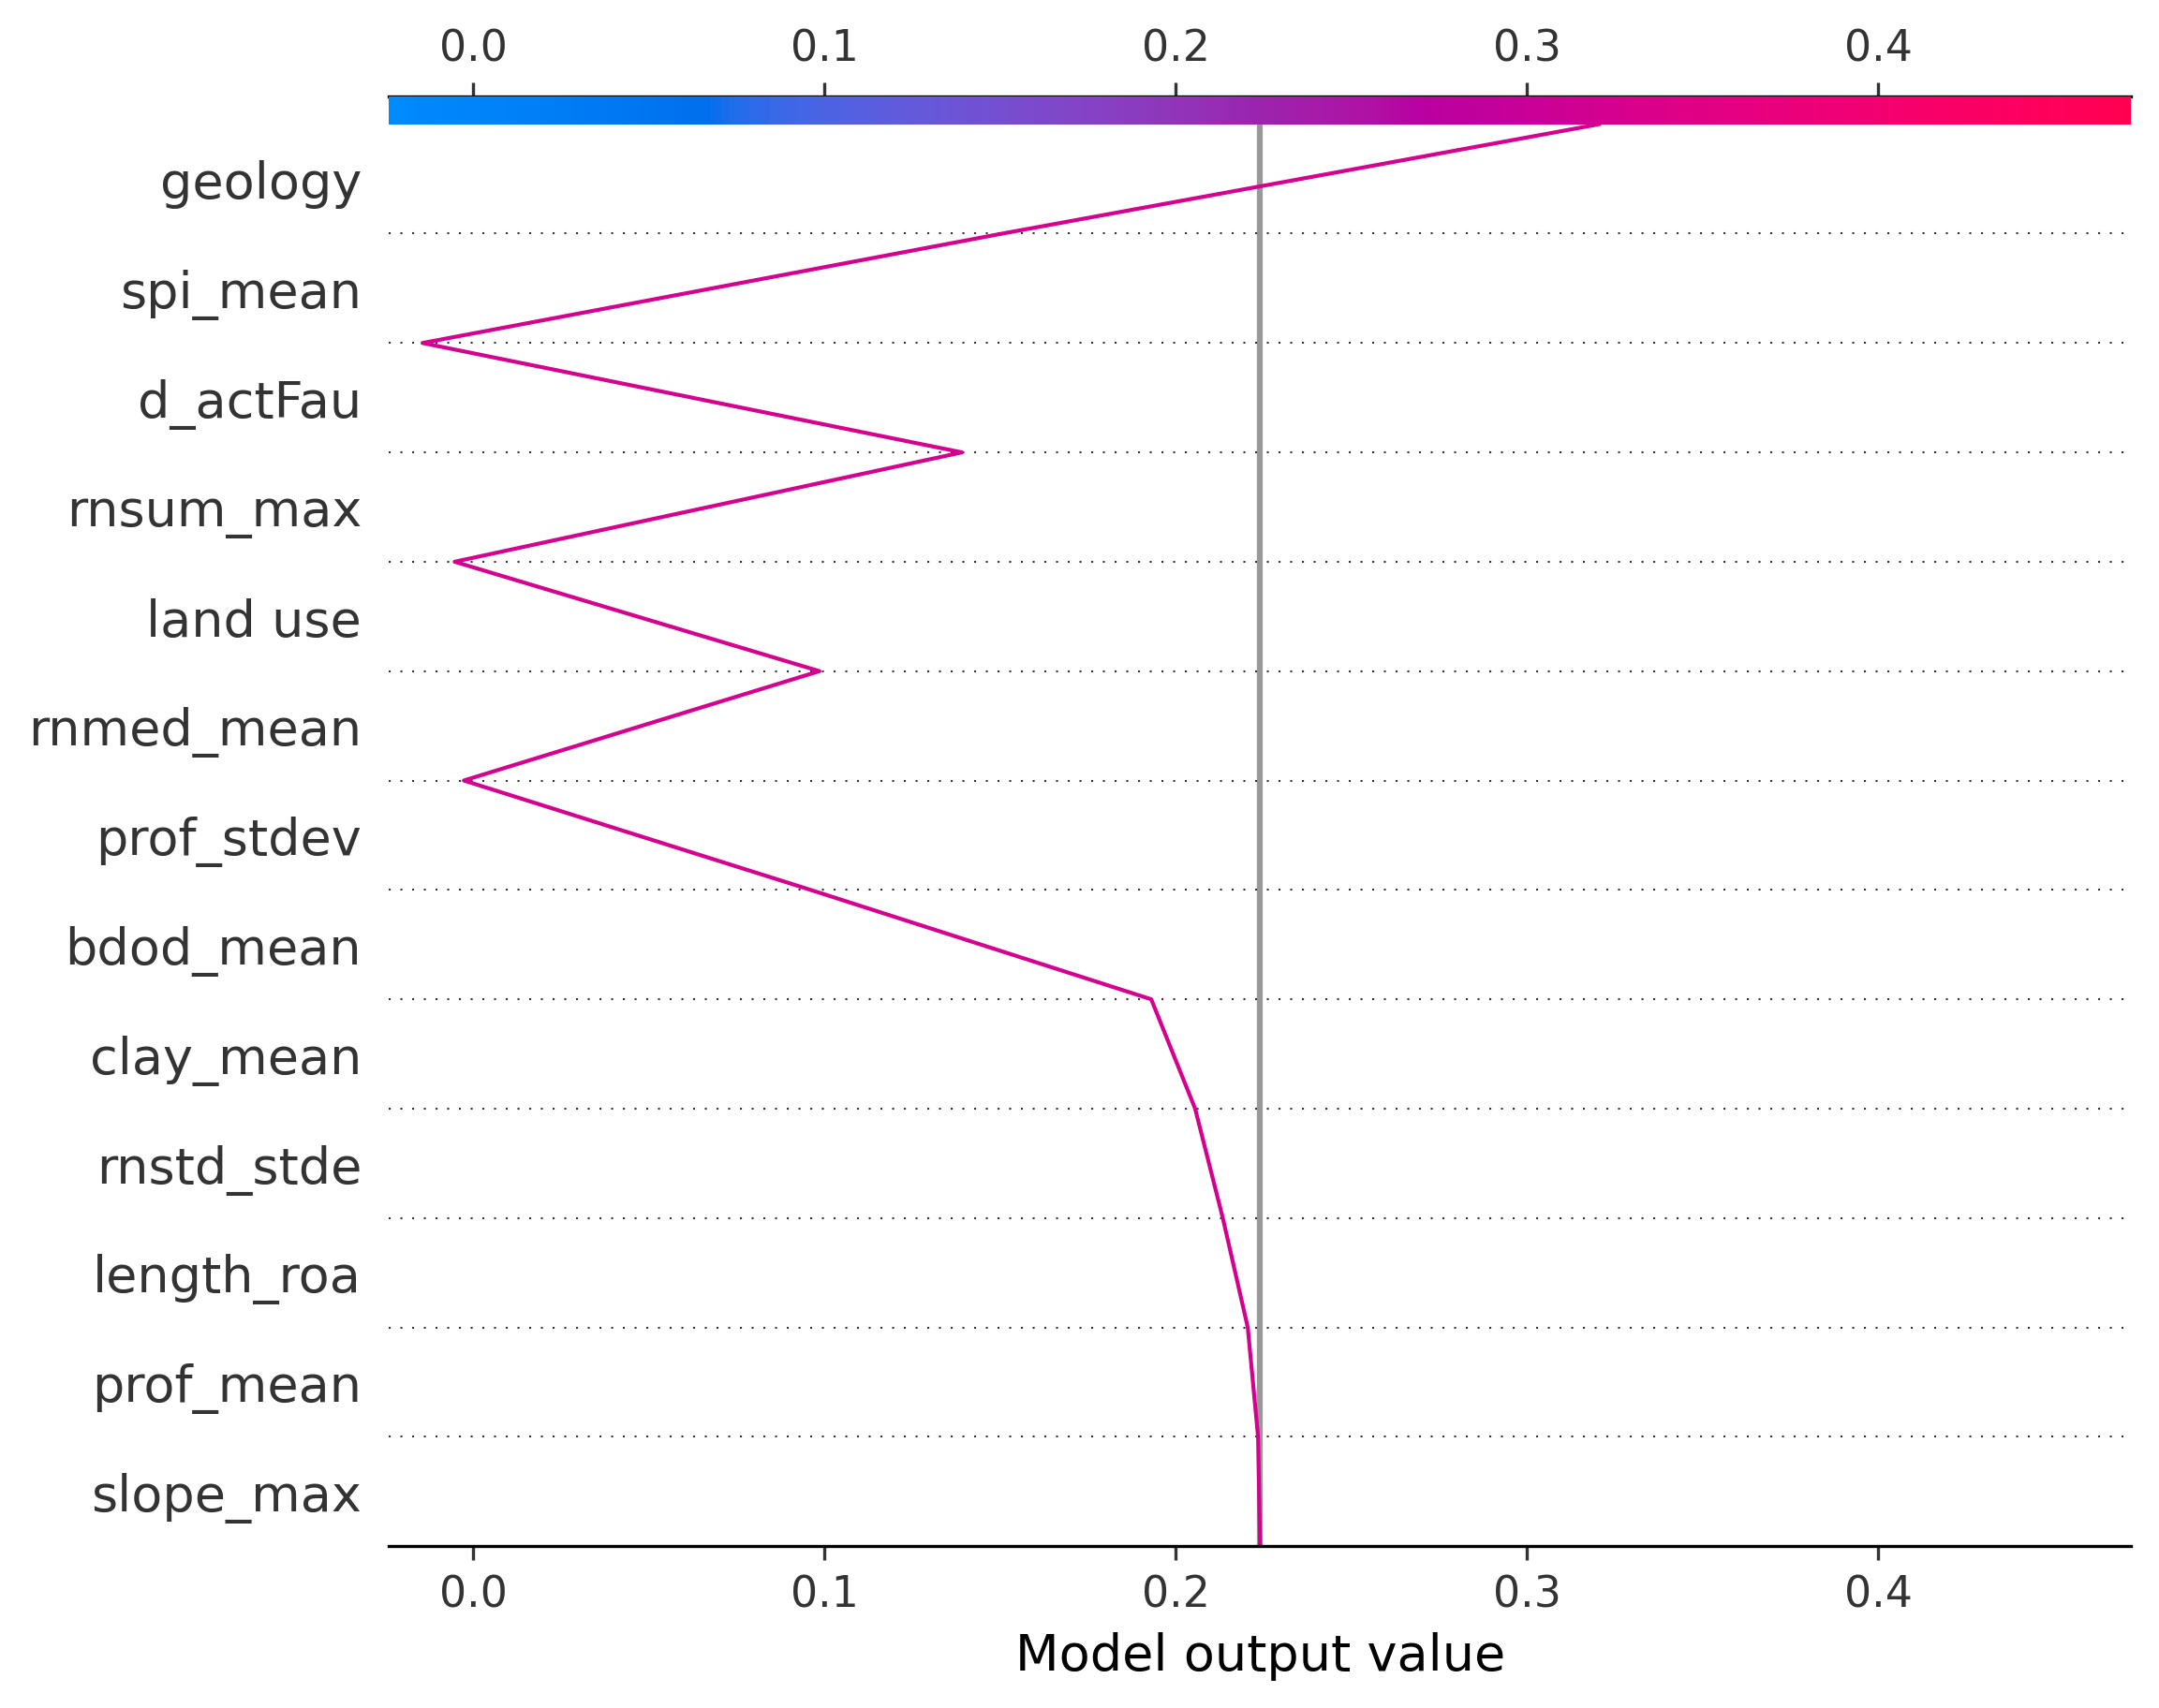 0.0 0.1 0.2 0.3 0.4
geology
spi_mean
d_actFau
rnsum_max
land use
rnmed_mean
prof_stdev
bdod_mean
clay_mean
rnstd_stde
length_roa
prof_mean
slope_max
0.0 0.1 0.2 0.3 0.4
Model output value